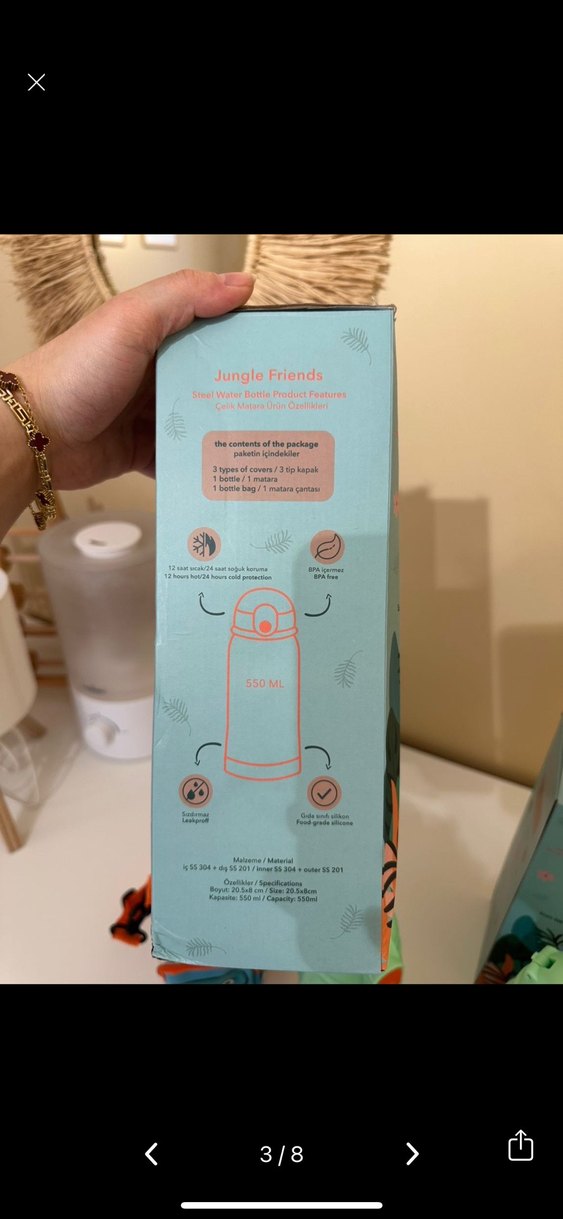 Jungle Friends
Steel Water Bottle Product Features
Çelik Matara Ürün Özellikleri
the contents of the package
paketin içindekiler
3 types of covers / 3 tip kapak
1 bottle / 1 matara
1 bottle bag / 1 matara çantası
12 saat sıcak/24 saat soğuk koruma
12 hours hot/24 hours cold protection
BPA içermez
BPA free
550 ML
Sızdırmaz
Leakproff
Gıda sınıfı silikon
Food-grade silicone
Malzeme / Material
iç SS 304 + dış SS 201 / inner SS 304 + outer SS 201
Özellikler / Specifications
Boyut: 20.5x8 cm / Size: 20.5x8cm
Kapasite: 550 ml / Capacity: 550ml
3 / 8